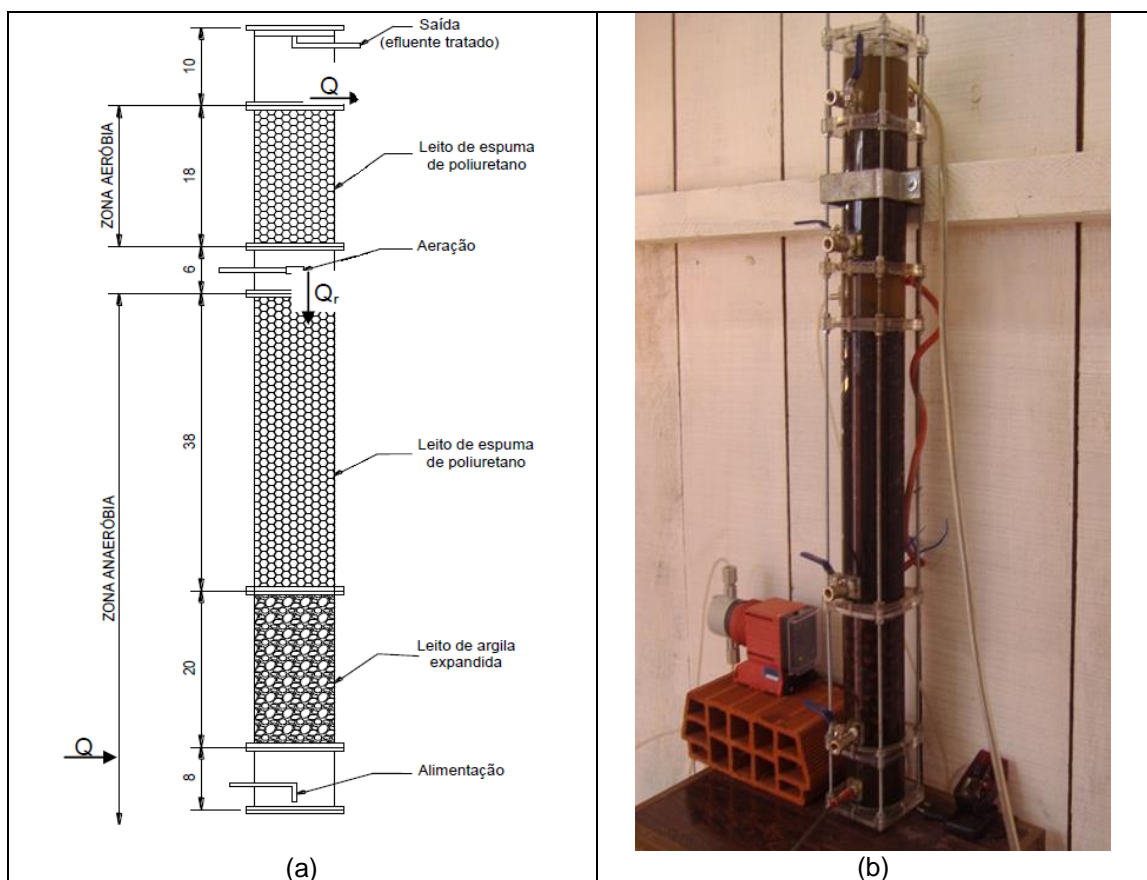 Saída
(efluente tratado)
10
Q
ZONA AERÓBIA
18
Leito de espuma
de poliuretano
Aeração
6
Qr
38
Leito de espuma
de poliuretano
ZONA ANAERÓBIA
20
Leito de argila
expandida
Q
8
Alimentação
(a)
(b)